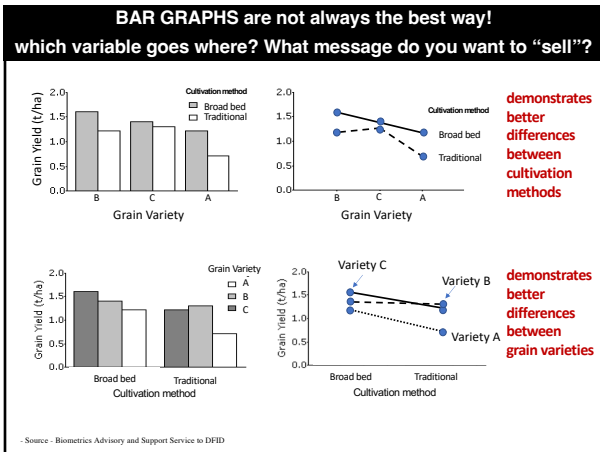 BAR GRAPHS are not always the best way!
which variable goes where? What message do you want to “sell”?
Grain Yield (t/ha)
2.0
1.5
1.0
0.5
0.0
Cultivation method
Broad bed
Traditional
B
C
A
Grain Variety
2.0
1.5
1.0
0.5
0.0
Cultivation method
Broad bed
Traditional
B
C
A
Grain Variety
demonstrates
better
differences
between
cultivation
methods
Grain Yield (t/ha)
2.0
1.5
1.0
0.5
0.0
Grain Variety
A
B
C
Broad bed
Traditional
Cultivation method
Grain Yield (t/ha)
2.0
1.5
1.0
0.5
0.0
Variety C
Variety B
Variety A
Broad bed
Traditional
Cultivation method
demonstrates
better
differences
between
grain varieties
- Source - Biometrics Advisory and Support Service to DFID